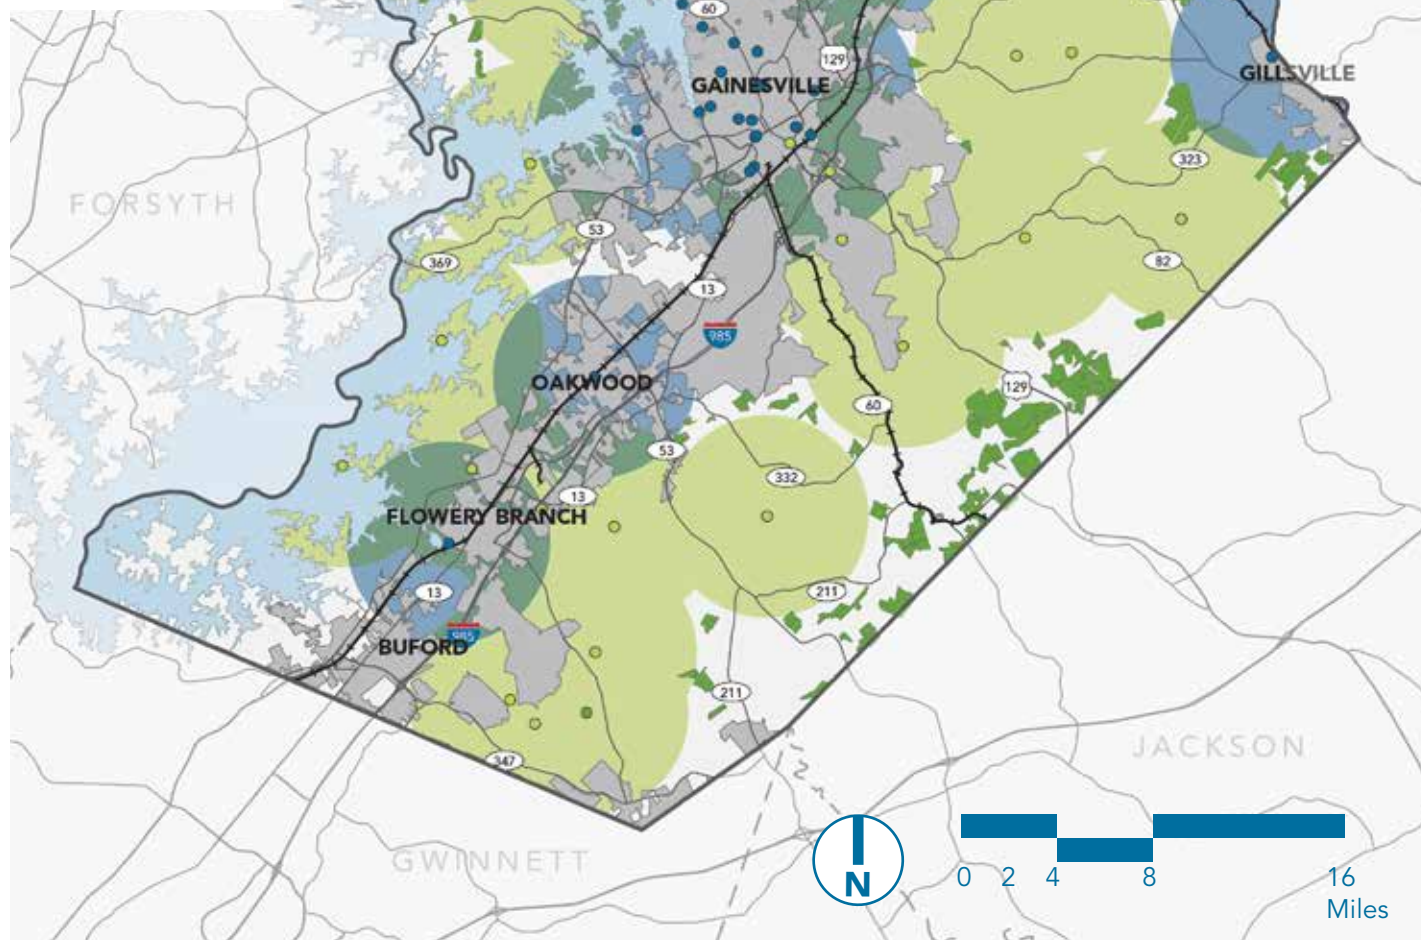 60
129
GAINESVILLE
GILLSVILLE
323
FORSYTH
53
369
82
13
985
OAKWOOD
129
60
53
332
13
FLOWERY BRANCH
13
211
985
BUFORD
211
JACKSON
347
GWINNETT
N
0 2 4 8 16
Miles